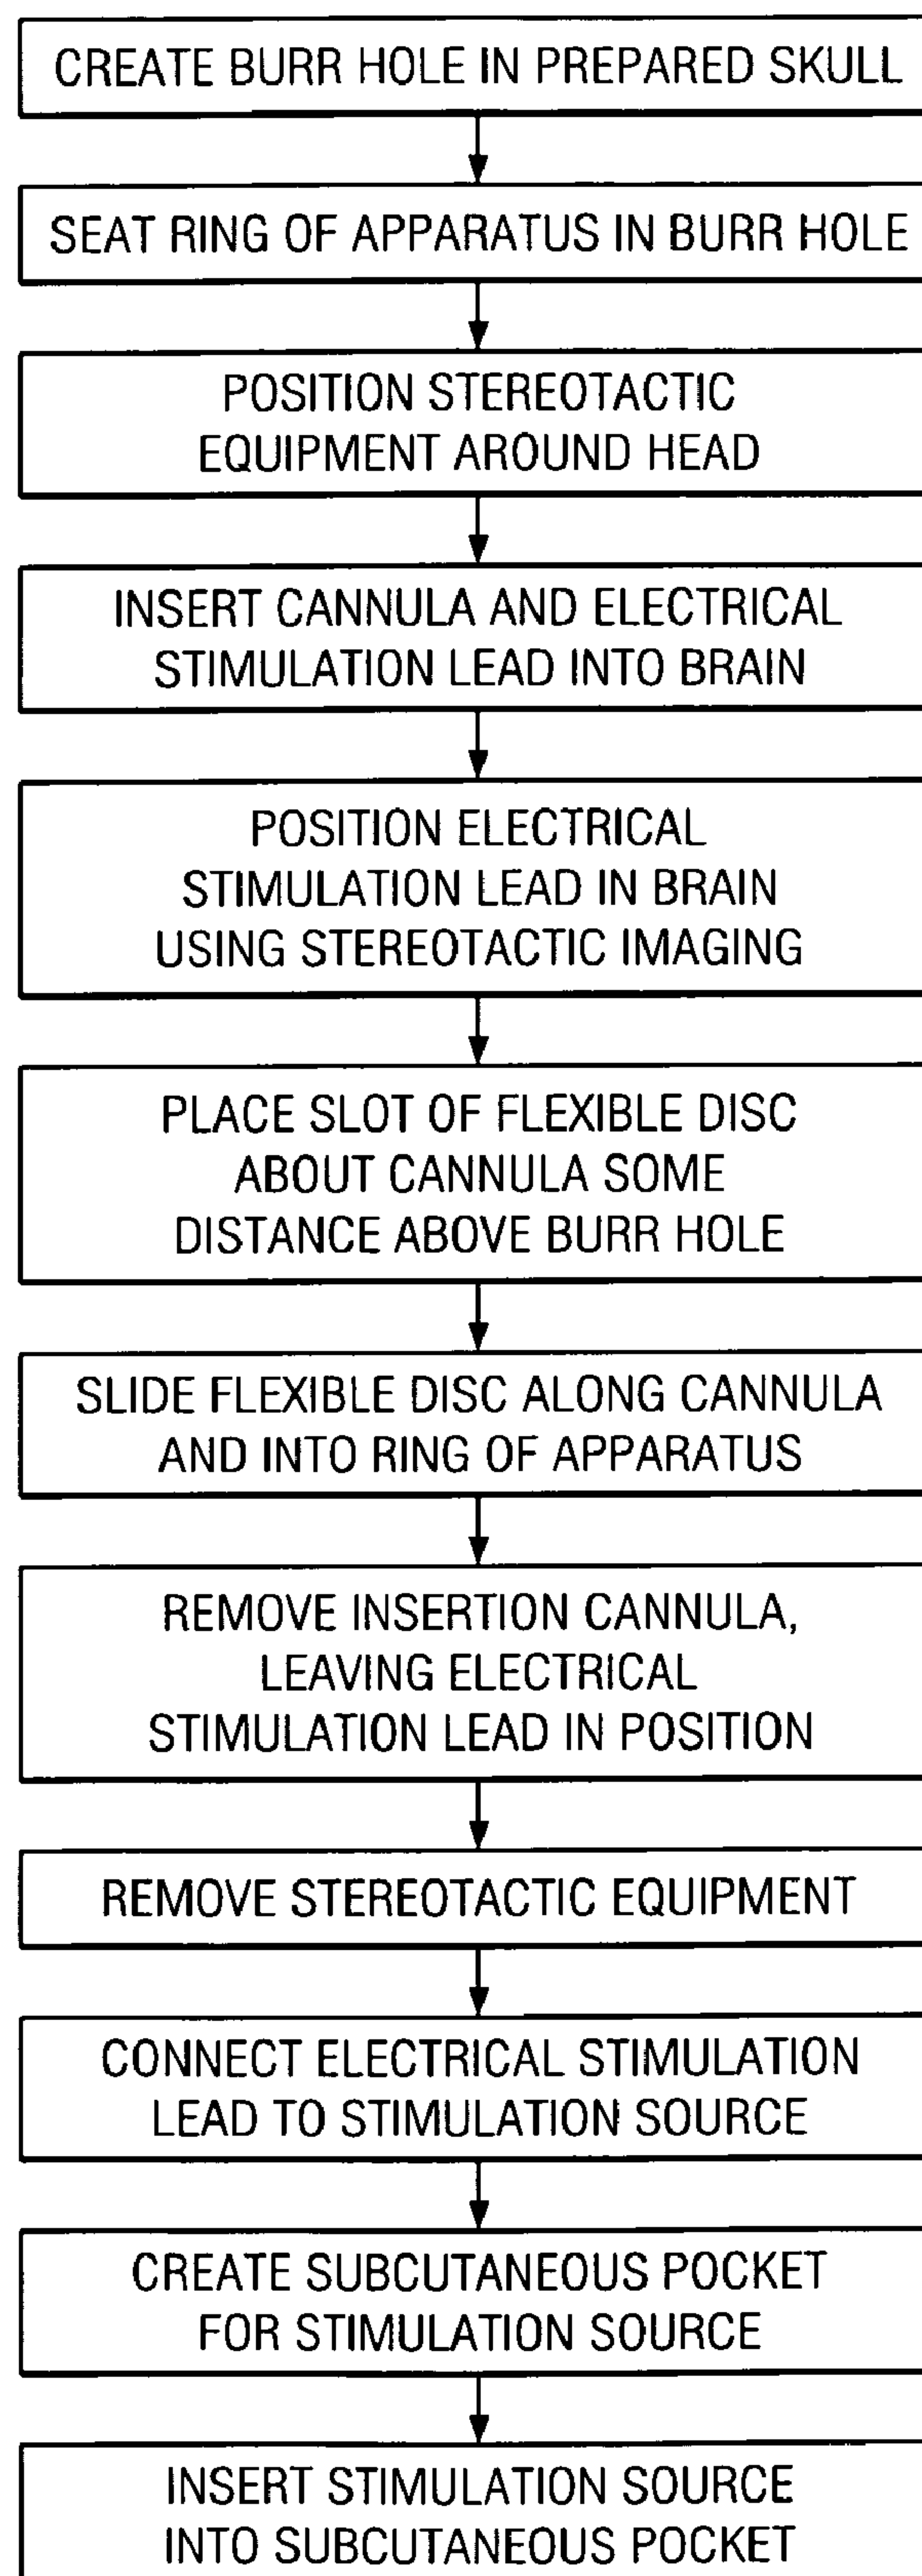 CREATE BURR HOLE IN PREPARED SKULL
SEAT RING OF APPARATUS IN BURR HOLE
POSITION STEREOTACTIC
EQUIPMENT AROUND HEAD
INSERT CANNULA AND ELECTRICAL
STIMULATION LEAD INTO BRAIN
POSITION ELECTRICAL
STIMULATION LEAD IN BRAIN
USING STEREOTACTIC IMAGING
PLACE SLOT OF FLEXIBLE DISC
ABOUT CANNULA SOME
DISTANCE ABOVE BURR HOLE
SLIDE FLEXIBLE DISC ALONG CANNULA
AND INTO RING OF APPARATUS
REMOVE INSERTION CANNULA,
LEAVING ELECTRICAL
STIMULATION LEAD IN POSITION
REMOVE STEREOTACTIC EQUIPMENT
CONNECT ELECTRICAL STIMULATION
LEAD TO STIMULATION SOURCE
CREATE SUBCUTANEOUS POCKET
FOR STIMULATION SOURCE
INSERT STIMULATION SOURCE
INTO SUBCUTANEOUS POCKET